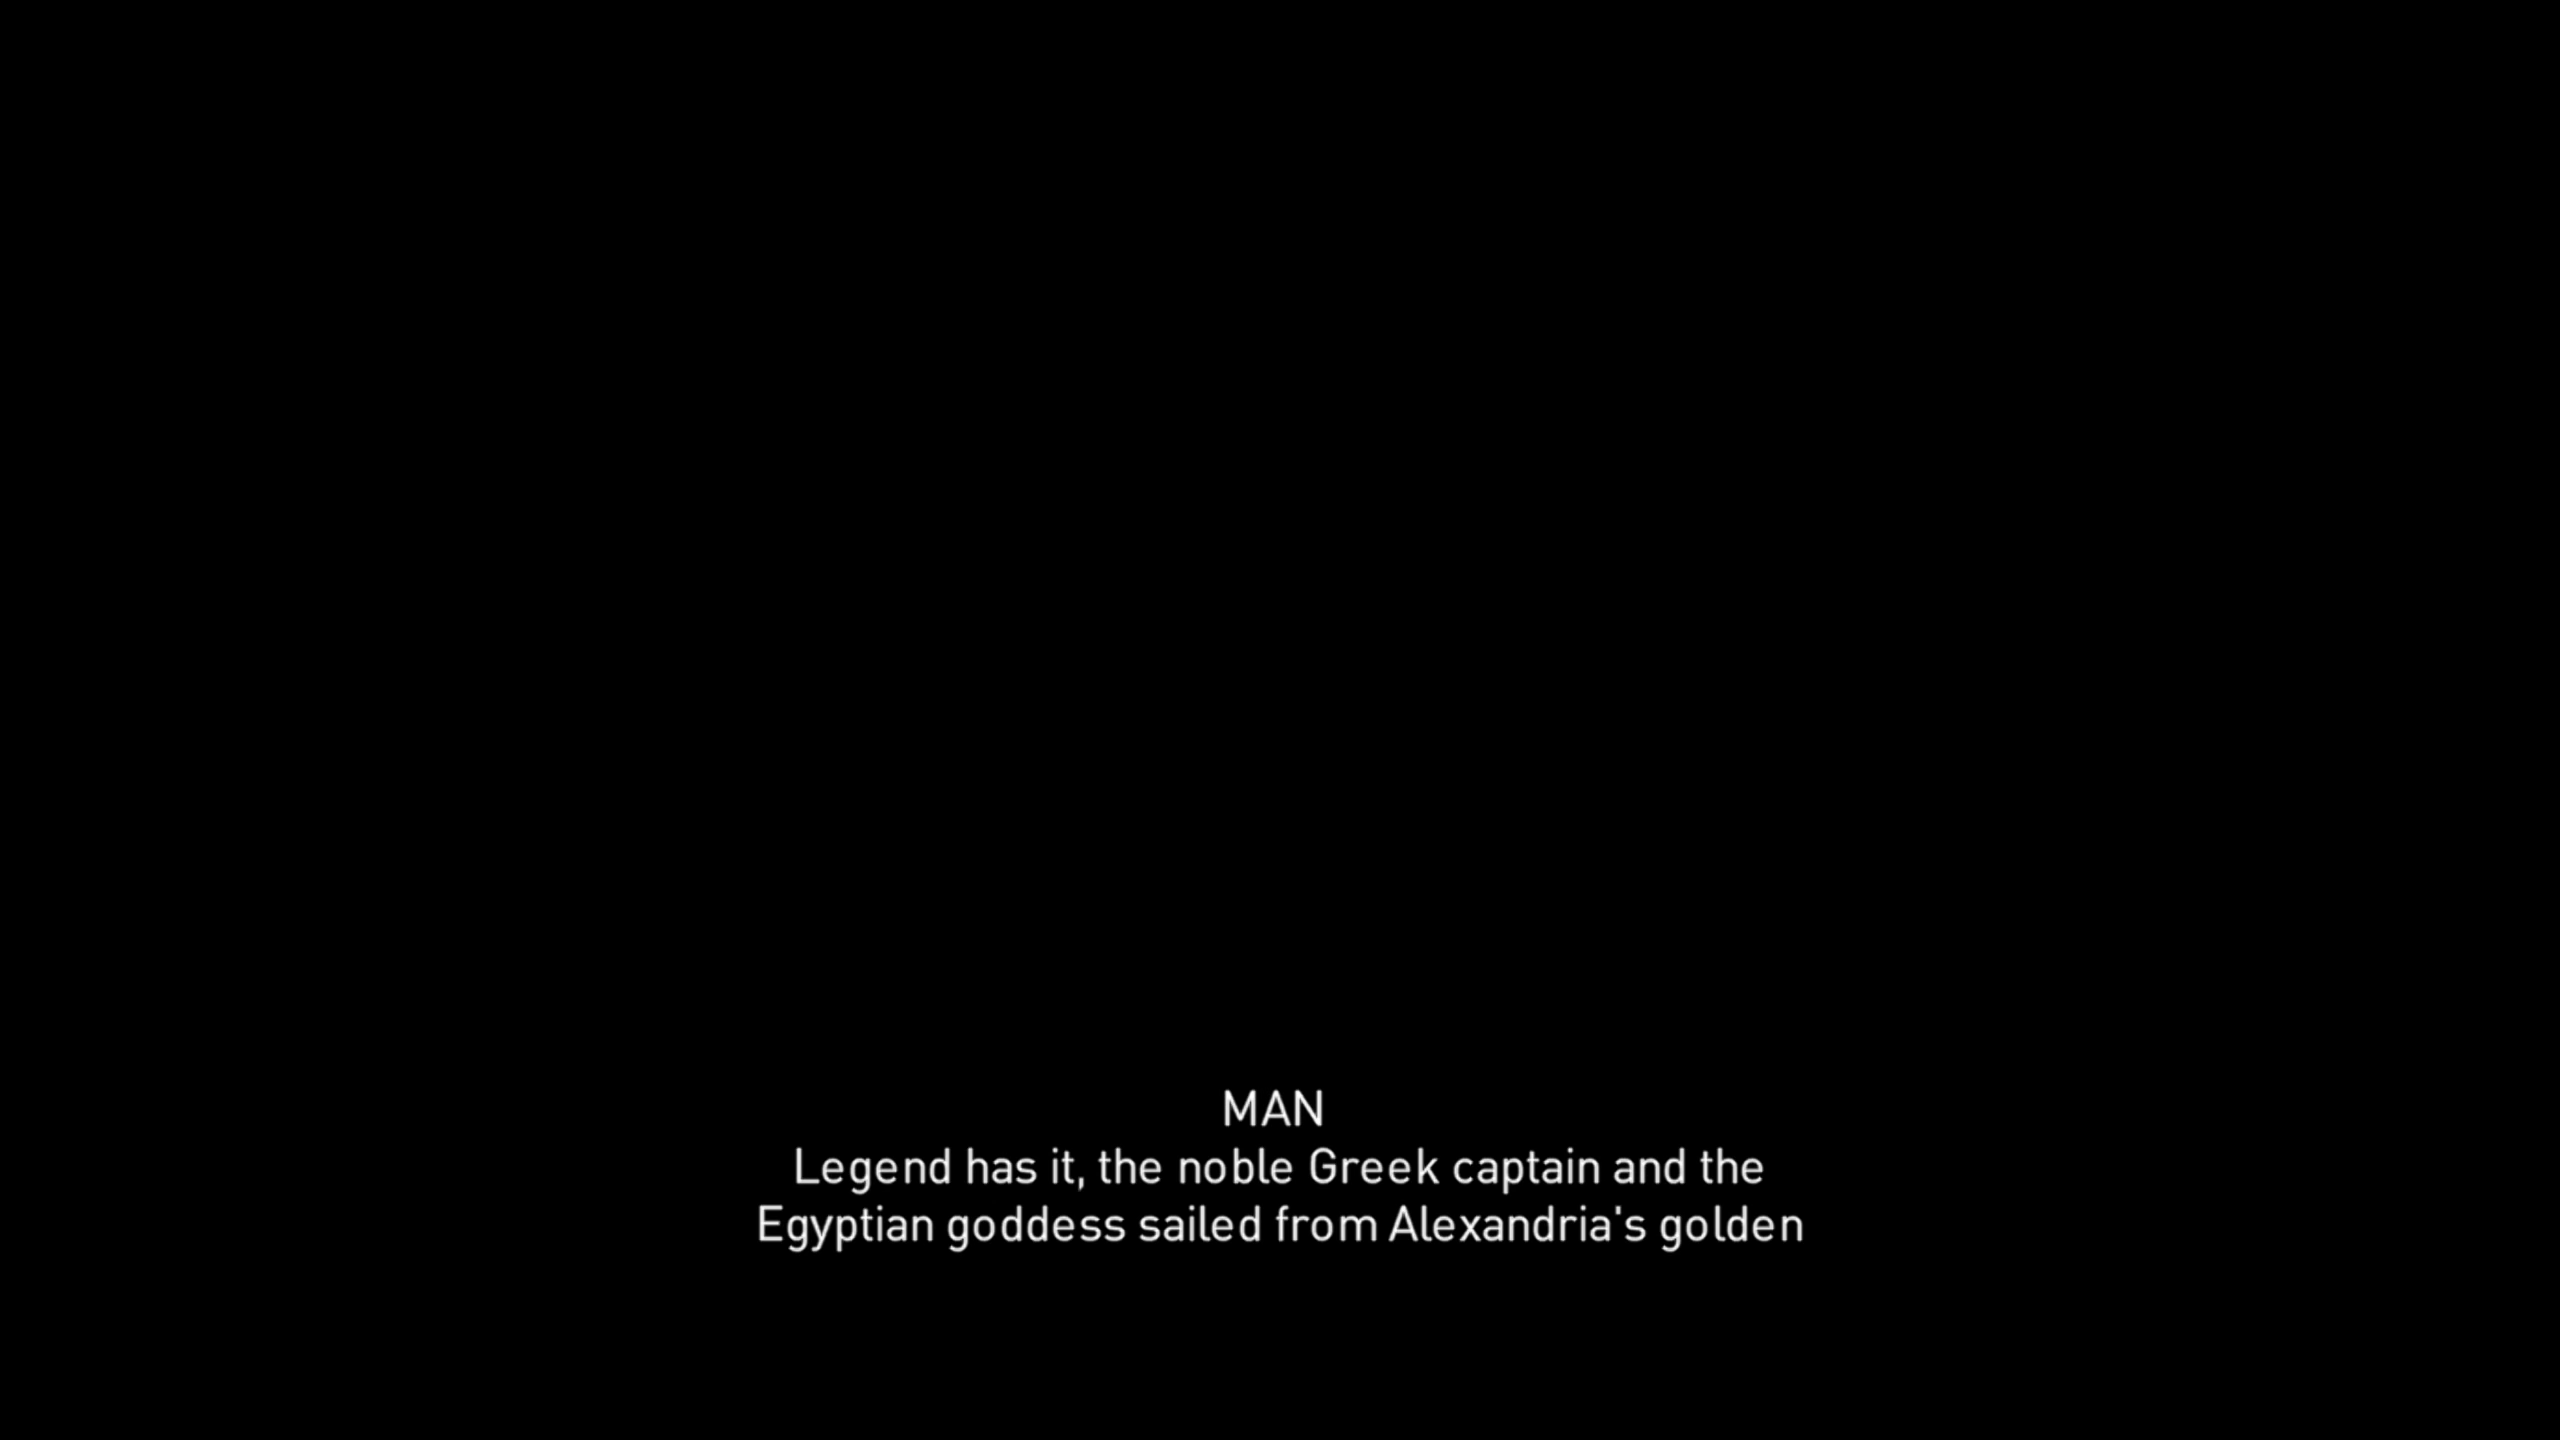 MAN
Legend has it, the noble Greek captain and the
Egyptian goddess sailed from Alexandria's golden